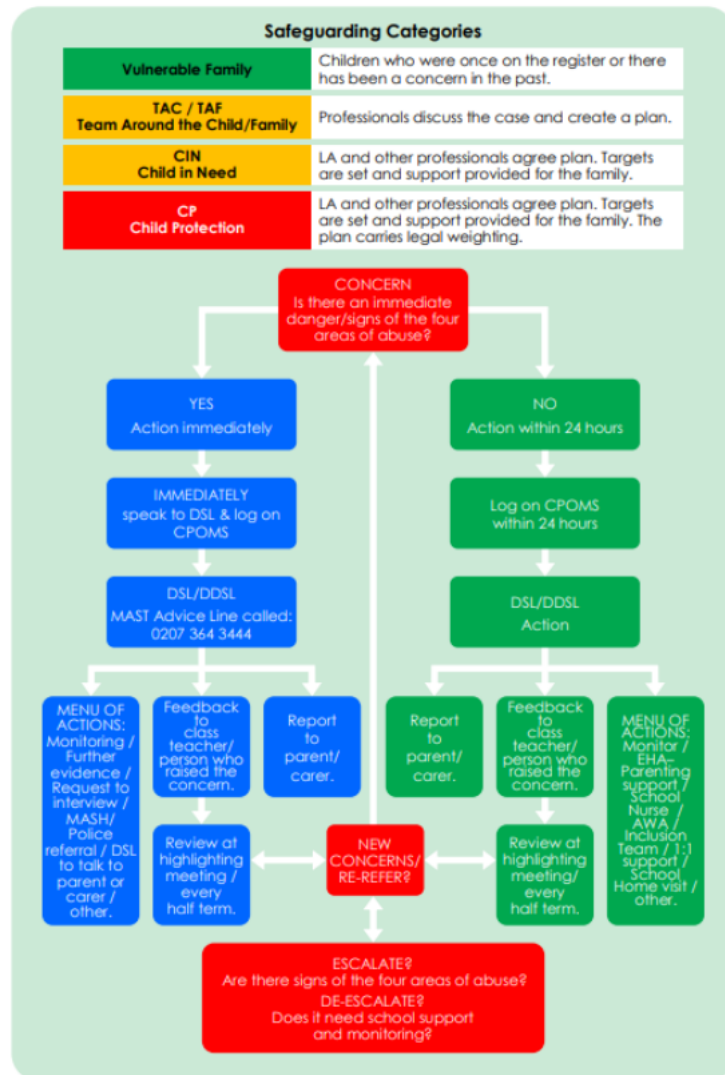 Safeguarding Categories
Vulnerable Family
Children who were once on the register or there
has been a concern in the past.
TAC / TAF
Team Around the Child/Family
Professionals discuss the case and create a plan.
CIN
Child in Need
LA and other professionals agree plan. Targets
are set and support provided for the family.
CP
Child Protection
LA and other professionals agree plan. Targets
are set and support provided for the family. The
plan carries legal weighting.
CONCERN
Is there an immediate
danger/signs of the four
areas of abuse?
YES
Action immediately
NO
Action within 24 hours
IMMEDIATELY
speak to DSL & log on
CPOMS
Log on CPOMS
within 24 hours
DSL/DDSL
MAST Advice Line called:
0207 364 3444
DSL/DDSL
Action
MENU OF
ACTIONS:
Monitoring /
Further
evidence /
Request to
interview /
MASH/
Police
referral / DSL
to talk to
parent or
carer /
other.
Feedback
to
class
teacher/
person who
raised the
concern.
Report
to
parent/
carer.
Report
to
parent/
carer.
Feedback
to
class
teacher/
person who
raised the
concern.
MENU OF
ACTIONS:
Monitor /
EHA–
Parenting
support /
School
Nurse /
AWA /
Inclusion
Team / 1:1
support /
School
Home visit /
other.
Review at
highlighting
meeting /
every
half term.
NEW
CONCERNS/
RE-REFER?
Review at
highlighting
meeting/
every
half term.
ESCALATE?
Are there signs of the four areas of abuse?
DE-ESCALATE?
Does it need school support
and monitoring?